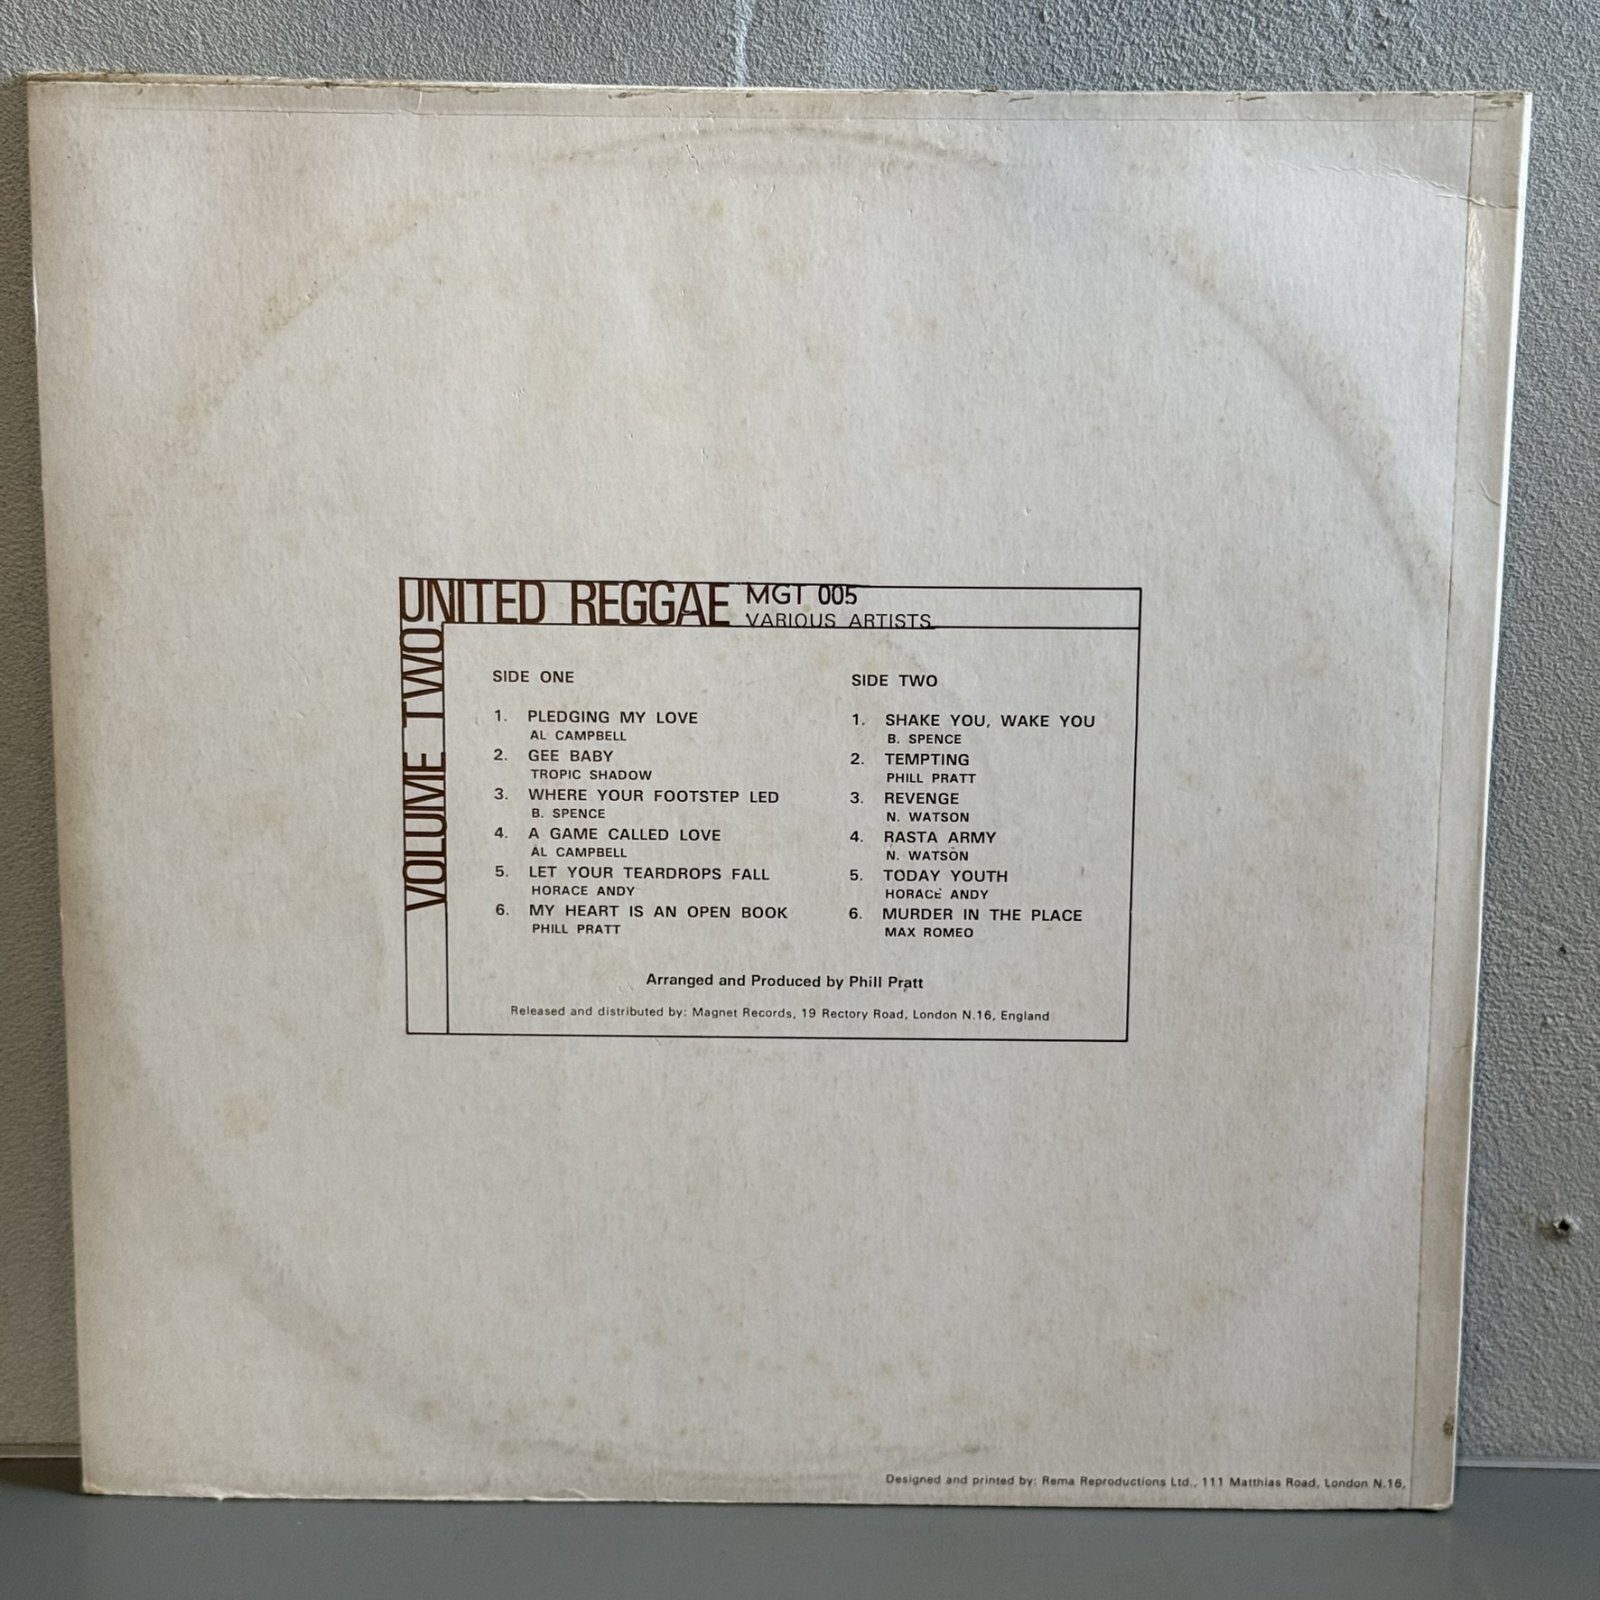 UNITED REGGAE MGT 005
VARIOUS ARTISTS
VOLUME TWO
SIDE ONE
1. PLEDGING MY LOVE
AL CAMPBELL
2. GEE BABY
TROPIC SHADOW
3. WHERE YOUR FOOTSTEP LED
B. SPENCE
4. A GAME CALLED LOVE
AL CAMPBELL
5. LET YOUR TEARDROPS FALL
HORACE ANDY
6. MY HEART IS AN OPEN BOOK
PHILL PRATT
SIDE TWO
1. SHAKE YOU, WAKE YOU
B. SPENCE
2. TEMPTING
PHILL PRATT
3. REVENGE
N. WATSON
4. RASTA ARMY
N. WATSON
5. TODAY YOUTH
HORACE ANDY
6. MURDER IN THE PLACE
MAX ROMEO
Arranged and Produced by Phill Pratt
Released and distributed by: Magnet Records, 19 Rectory Road, London N.16, England
Designed and printed by: Rema Reproductions Ltd., 111 Matthias Road, London N.16,